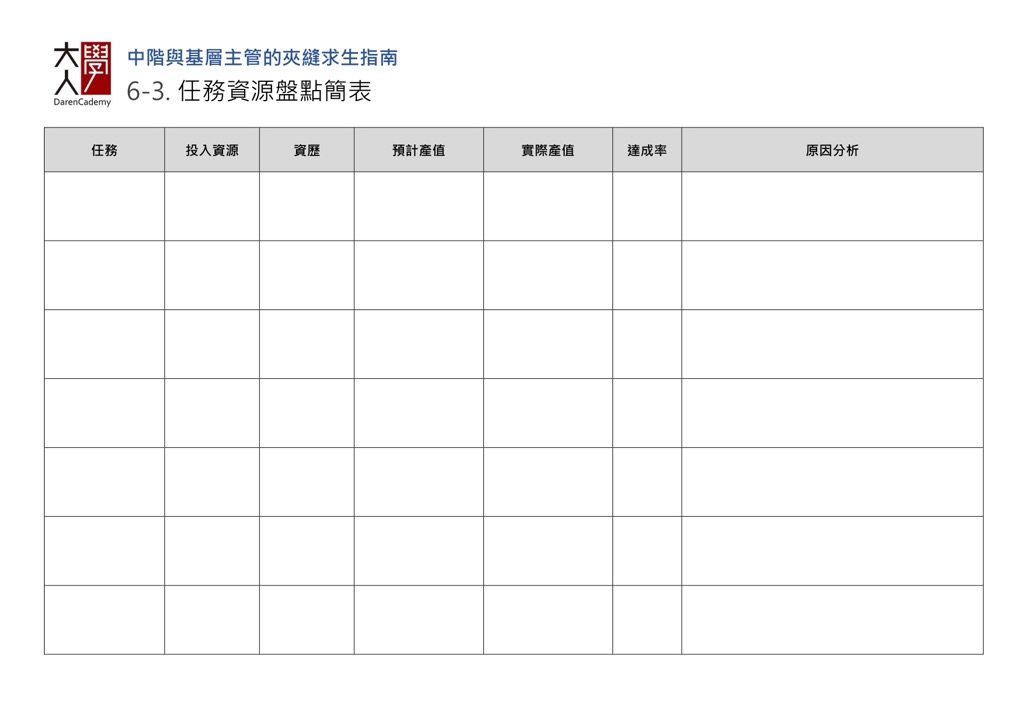 大人學
DarenCademy
中階與基層主管的夾縫求生指南
6-3. 任務資源盤點簡表
任務 投入資源 資歷 預計產值 實際產值 達成率 原因分析